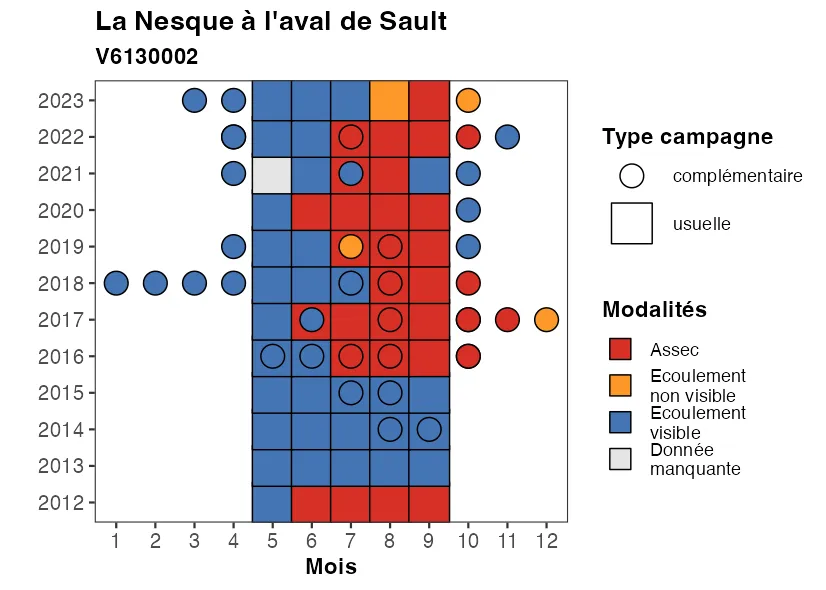 La Nesque à l'aval de Sault
V6130002
2023
2022
2021
2020
2019
2018
2017
2016
2015
2014
2013
2012
1 2 3 4 5 6 7 8 9 10 11 12
Mois
Type campagne
complémentaire
usuelle
Modalités
Assec
Ecoulement
non visible
Ecoulement
visible
Donnée
manquante